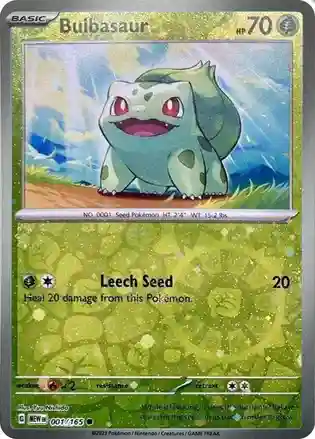 BASIC
Bulbasaur
HP 70
NO. 0001 Seed Pokémon HT: 2'4" WT: 15.2 lbs.
Leech Seed 20
Heal 20 damage from this Pokémon.
weakness resistance retreat
Illus. Yuu Nishida
G MEW EN 001/165
©2023 Pokémon / Nintendo / Creatures / GAME FREAK